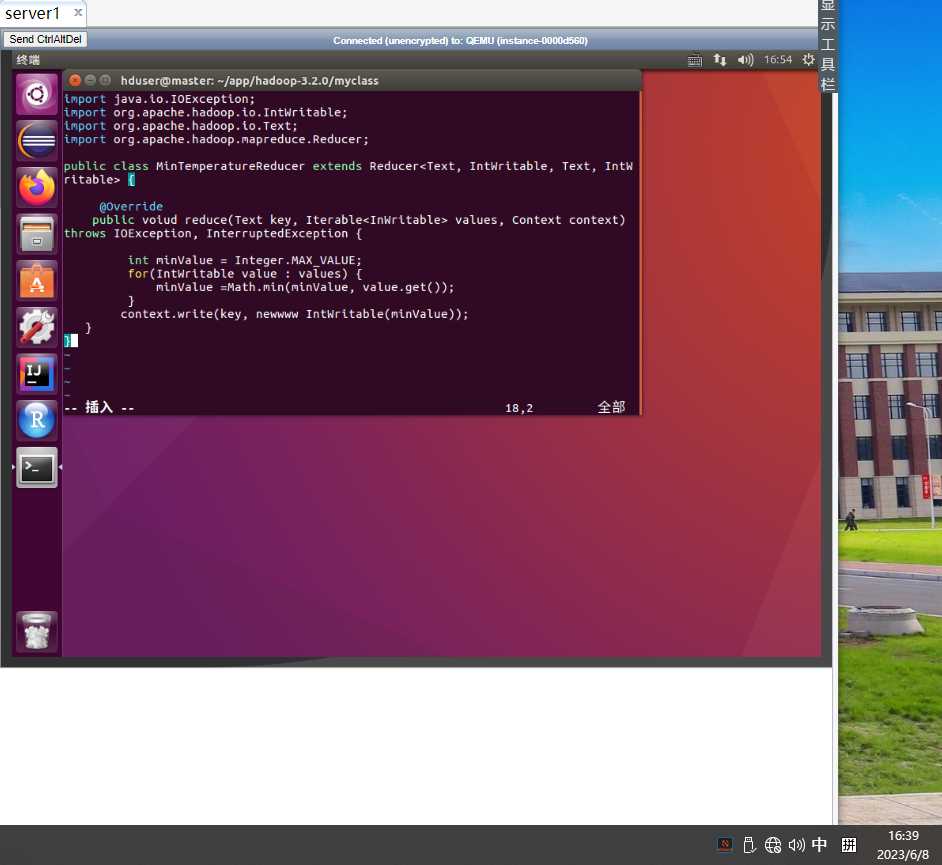 server1 x
Send CtrlAltDel
Connected (unencrypted) to: QEMU (instance-0000d560)
显示工具栏
终端
16:54
hduser@master: ~/app/hadoop-3.2.0/myclass
import java.io.IOException;
import org.apache.hadoop.io.IntWritable;
import org.apache.hadoop.io.Text;
import org.apache.hadoop.mapreduce.Reducer;
public class MinTemperatureReducer extends Reducer<Text, IntWritable, Text, IntW
ritable> {
@Override
public voiud reduce(Text key, Iterable<InWritable> values, Context context)
throws IOException, InterruptedException {
int minValue = Integer.MAX_VALUE;
for(IntWritable value : values) {
minValue =Math.min(minValue, value.get());
}
context.write(key, newwww IntWritable(minValue));
}
}
~
~
~
~
-- 插入 --
18,2
全部
IJ
R
>_
中
拼
16:39
2023/6/8